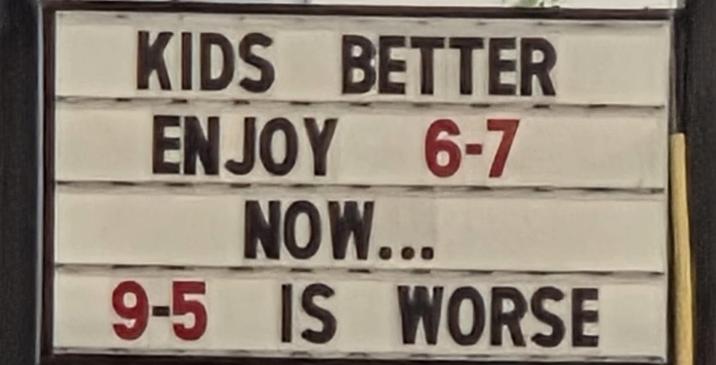 KIDS BETTER
ENJOY 6-7
NOW...
9-5 IS WORSE